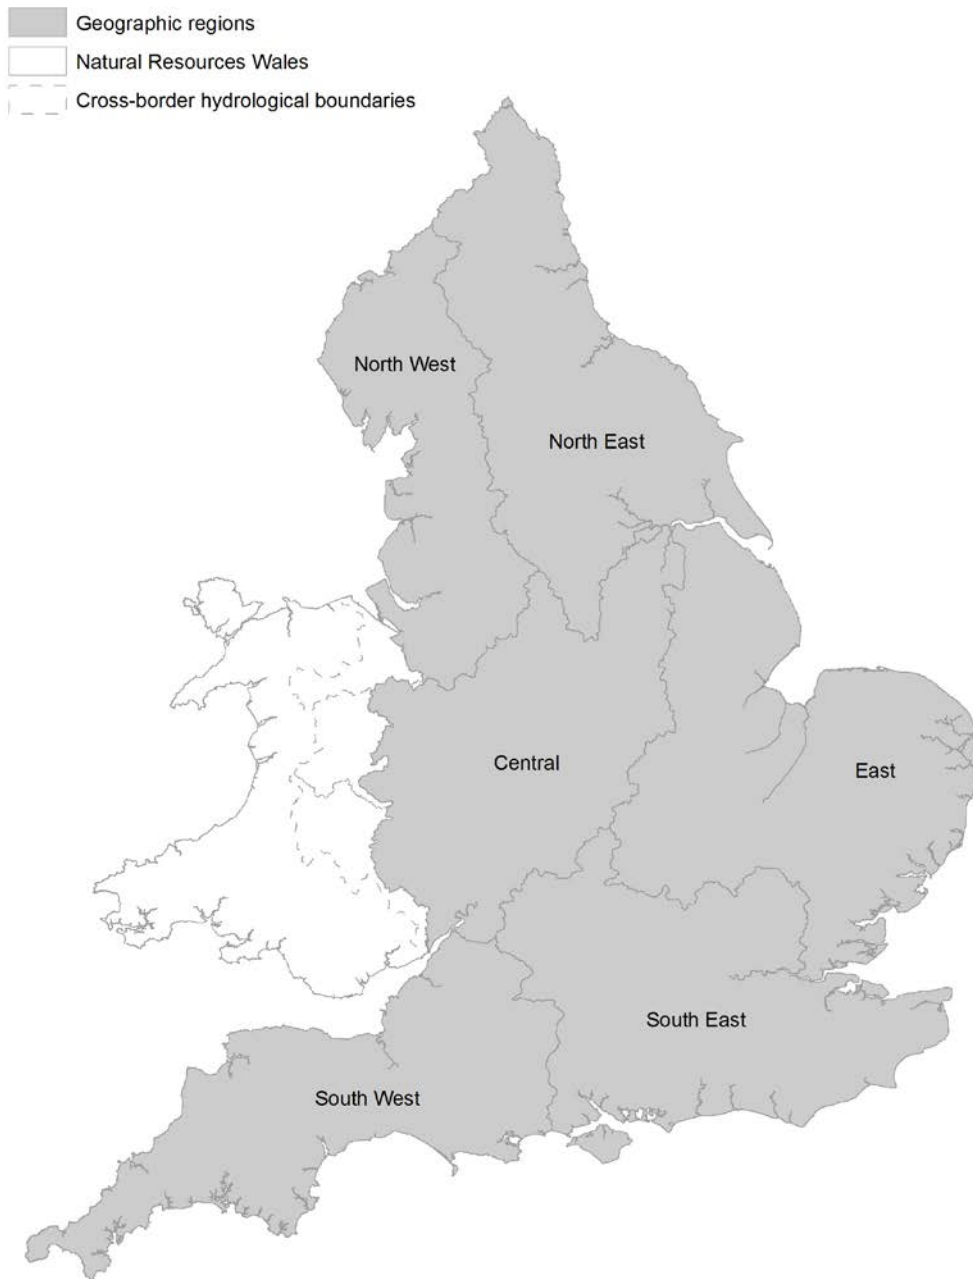 Geographic regions
Natural Resources Wales
Cross-border hydrological boundaries
North West
North East
Central
East
South East
South West